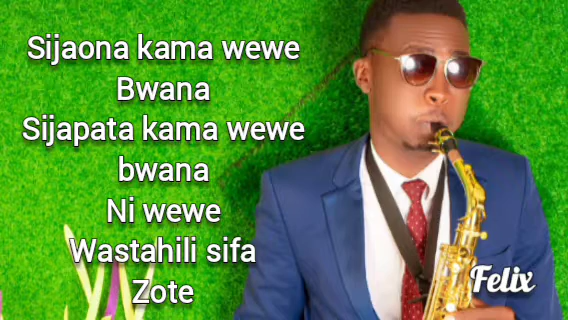 Sijaona kama wewe
Bwana
Sijapata kama wewe
bwana
Ni wewe
Wastahili sifa
Zote
Felix